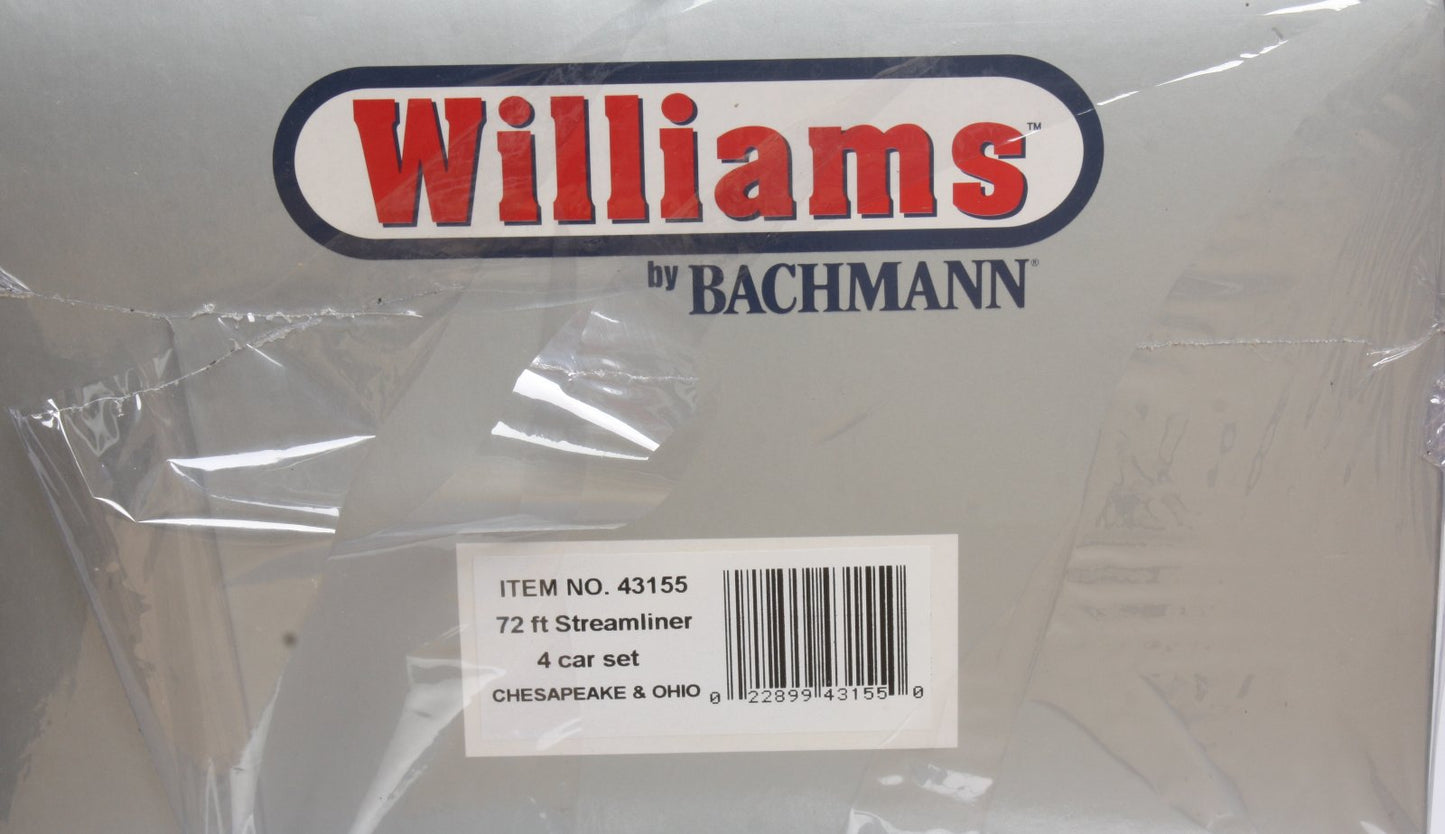 Williams™
by BACHMANN®
ITEM NO. 43155
72 ft Streamliner
4 car set
CHESAPEAKE & OHIO
0 22899 43155 0